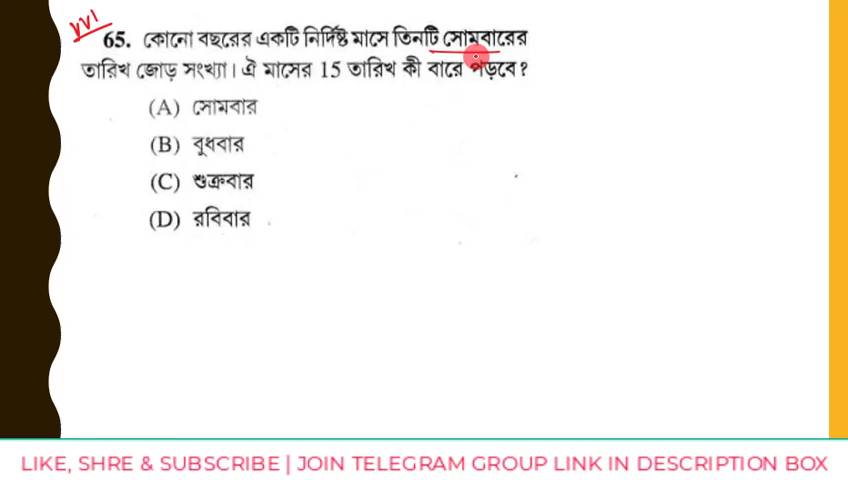 VVI
65. কোনো বছরের একটি নির্দিষ্ট মাসে তিনটি সোমবারের
তারিখ জোড় সংখ্যা। ঐ মাসের 15 তারিখ কী বারে পড়বে?
(A) সোমবার
(B) বুধবার
(C) শুক্রবার
(D) রবিবার
LIKE, SHRE & SUBSCRIBE | JOIN TELEGRAM GROUP LINK IN DESCRIPTION BOX